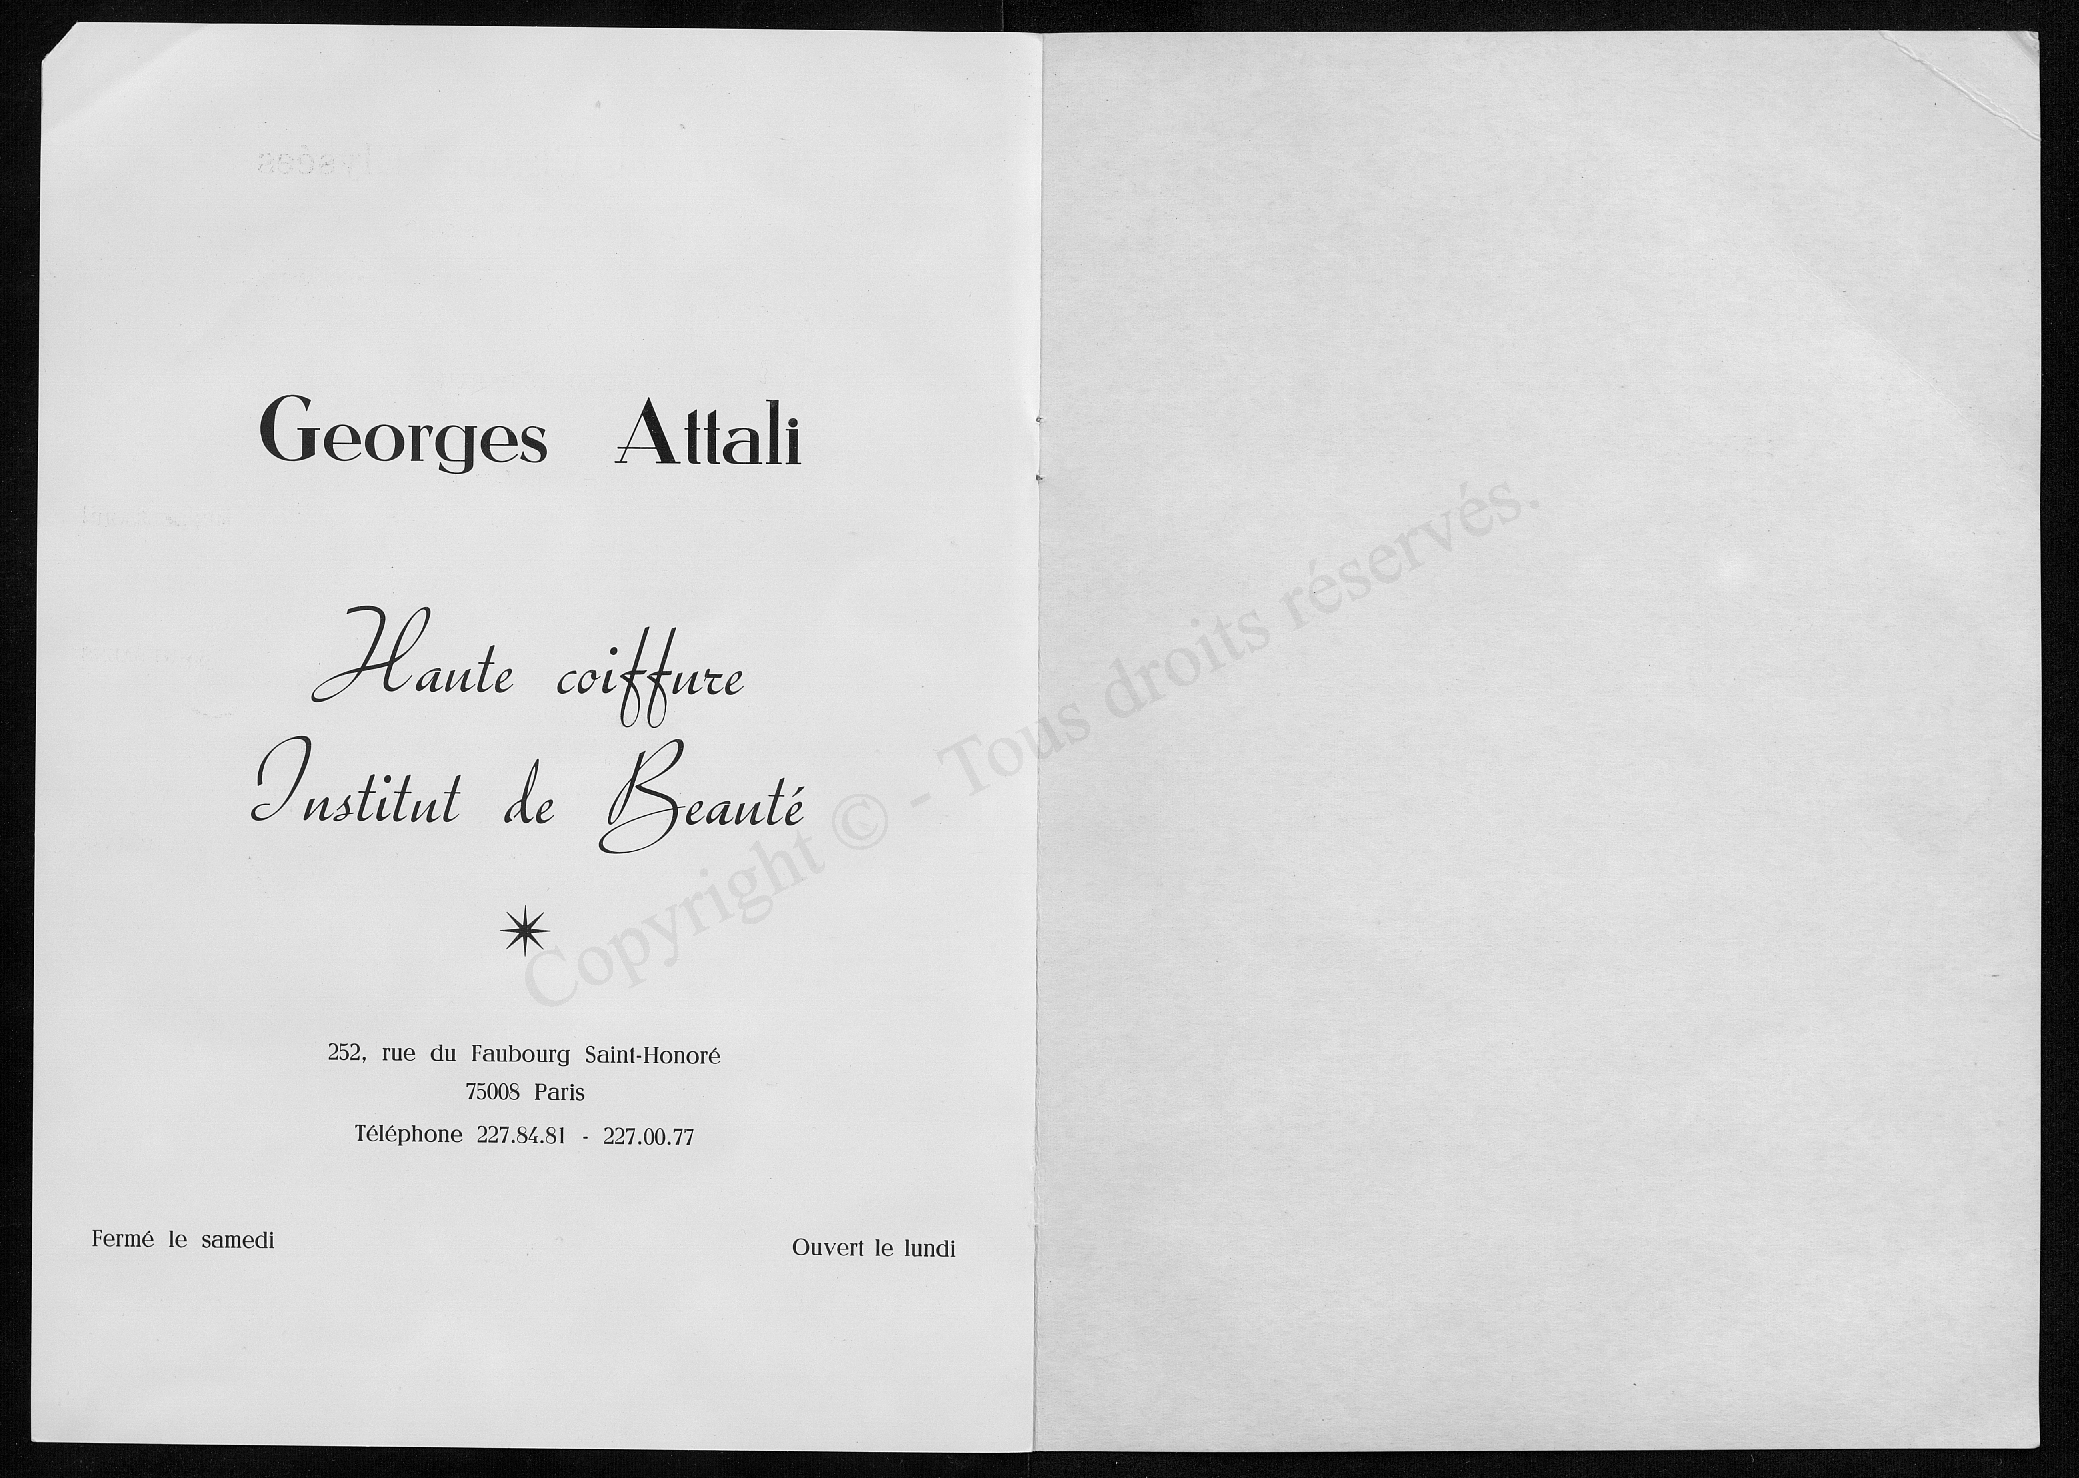 Georges Attali
Haute coiffure
Institut de Beauté
252, rue du Faubourg Saint-Honoré
75008 Paris
Téléphone 227.84.81 - 227.00.77
Fermé le samedi
Ouvert le lundi
Copyright © - Tous droits réservés.